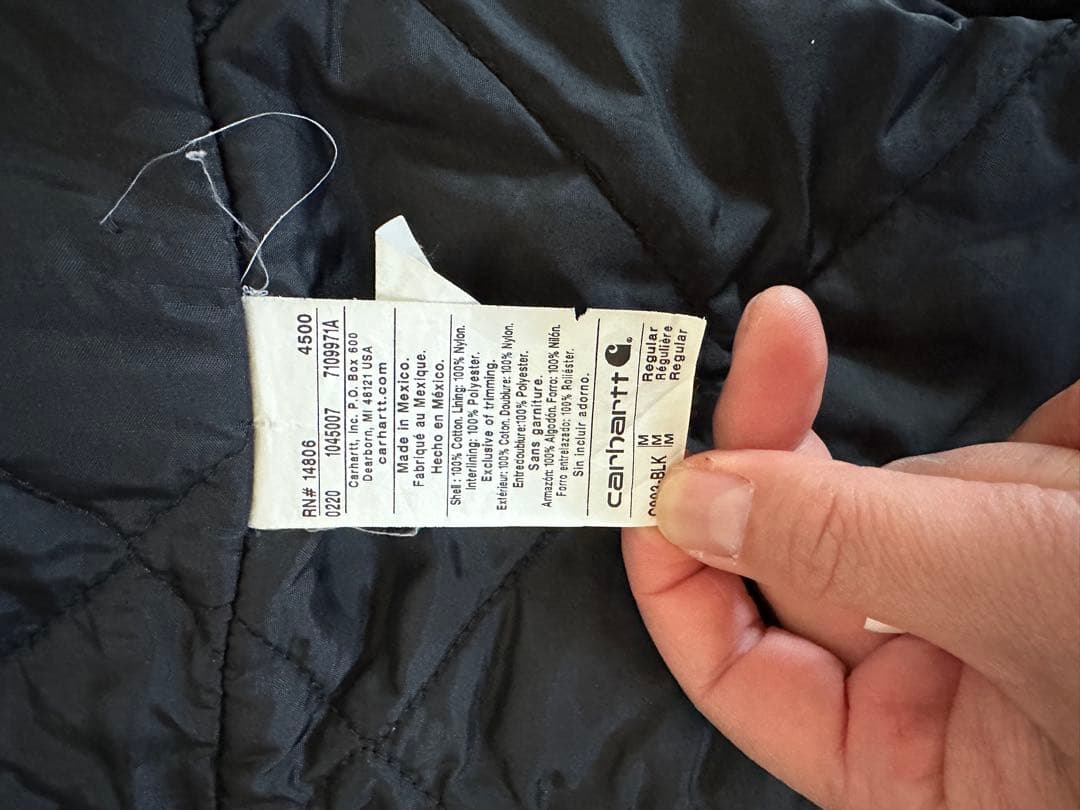 RN# 14806 4500
0220 1045007 7109971A
Carhartt, Inc. P.O. Box 600
Dearborn, MI 48121 USA
carhartt.com
Made in Mexico.
Fabriqué au Mexique.
Hecho en México.
Shell: 100% Cotton. Lining: 100% Nylon.
Interlining: 100% Polyester.
Exclusive of trimming.
Extérieur: 100% Coton. Doublure: 100% Nylon.
Entredoublure:100% Polyester.
Sans garniture.
Armazón: 100% Algodón. Forro: 100% Nilón.
Forro entrelazado: 100% Poliéster.
Sin incluir adorno.
carhartt
M Regular
M Régulière
M Regular